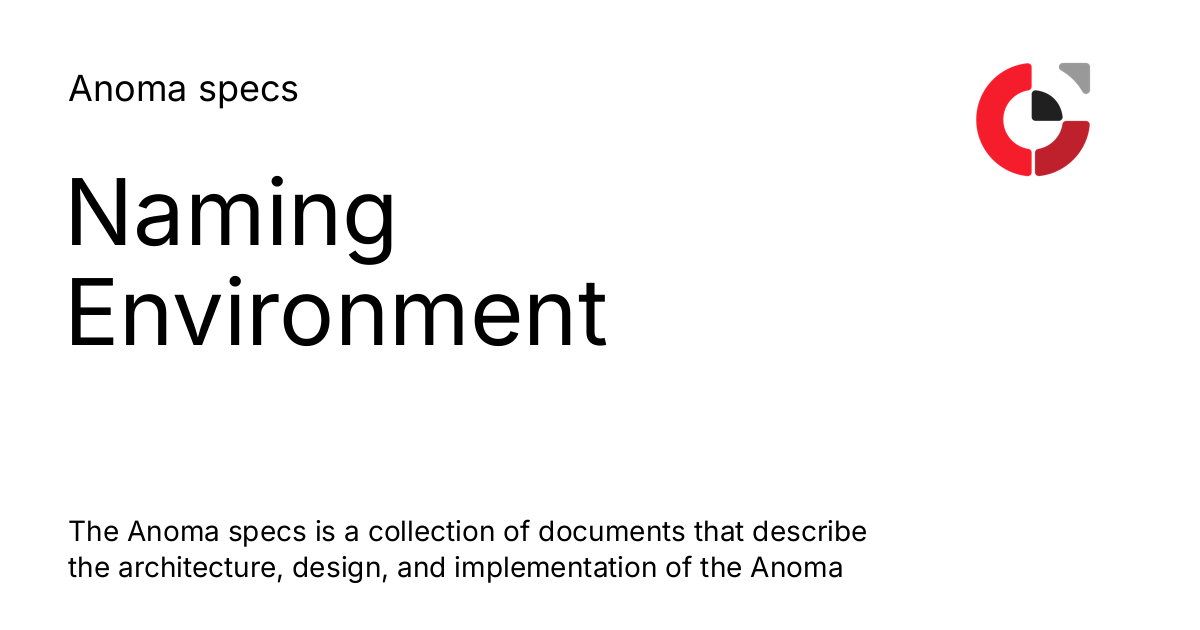 Anoma specs
Naming
Environment
The Anoma specs is a collection of documents that describe
the architecture, design, and implementation of the Anoma